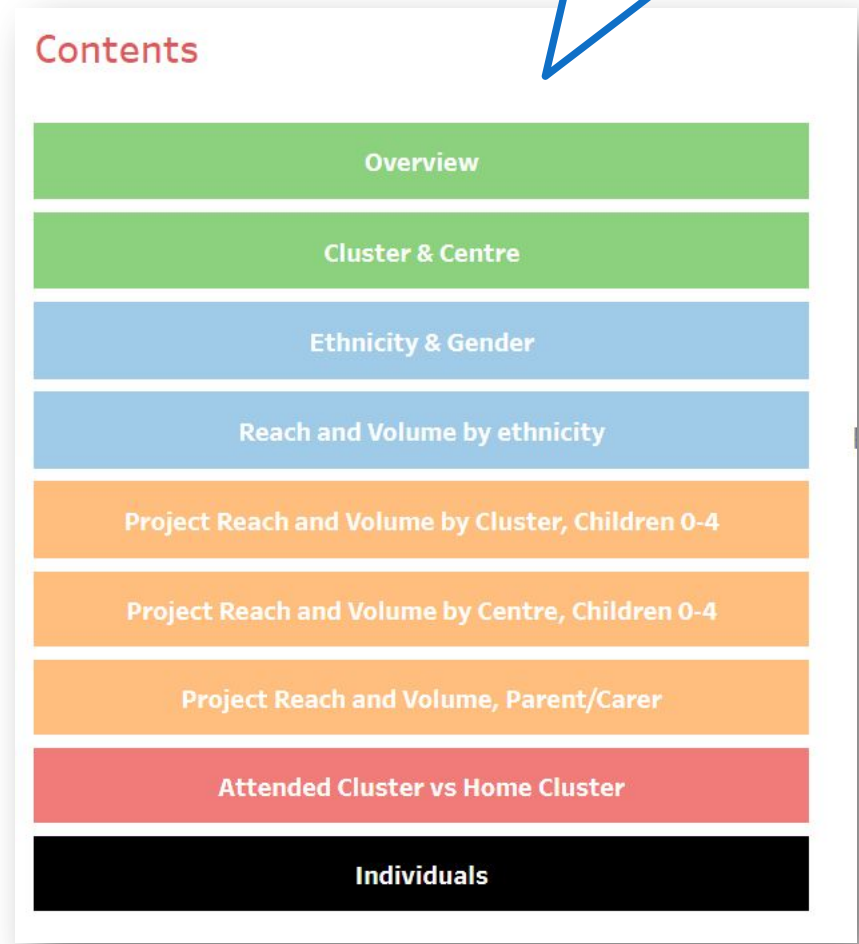 Contents
Overview
Cluster & Centre
Ethnicity & Gender
Reach and Volume by ethnicity
Project Reach and Volume by Cluster, Children 0-4
Project Reach and Volume by Centre, Children 0-4
Project Reach and Volume, Parent/Carer
Attended Cluster vs Home Cluster
Individuals